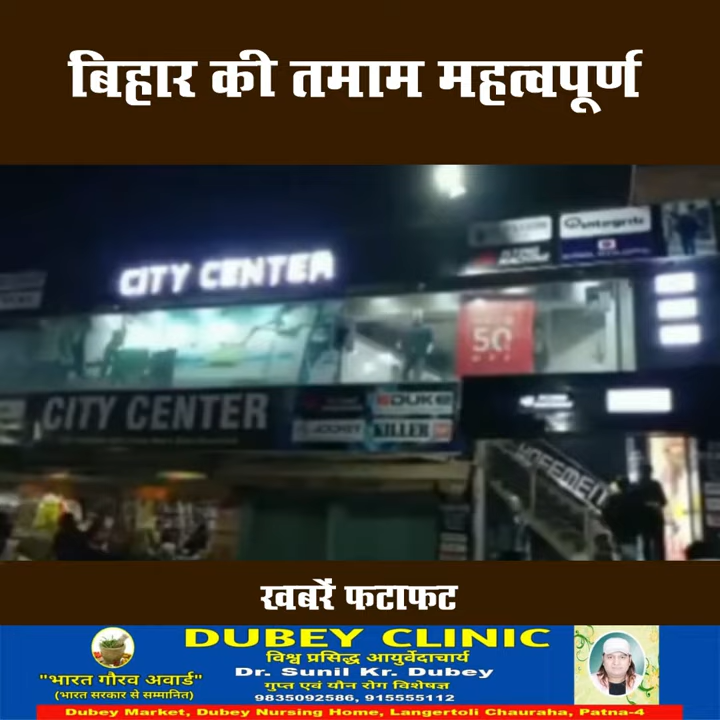 बिहार की तमाम महत्वपूर्ण
CITY CENTER
integriti
50
CITY CENTER
DUKE
KILLER
खबरें फटाफट
DUBEY CLINIC
विश्व प्रसिद्ध आयुर्वेदाचार्य
"भारत गौरव अवार्ड"
Dr. Sunil Kr. Dubey
(भारत सरकार से सम्मानित)
गुप्त एवं यौन रोग विशेषज्ञ
9835092586, 915555112
Dubey Market, Dubey Nursing Home, Langertoli Chauraha, Patna-4